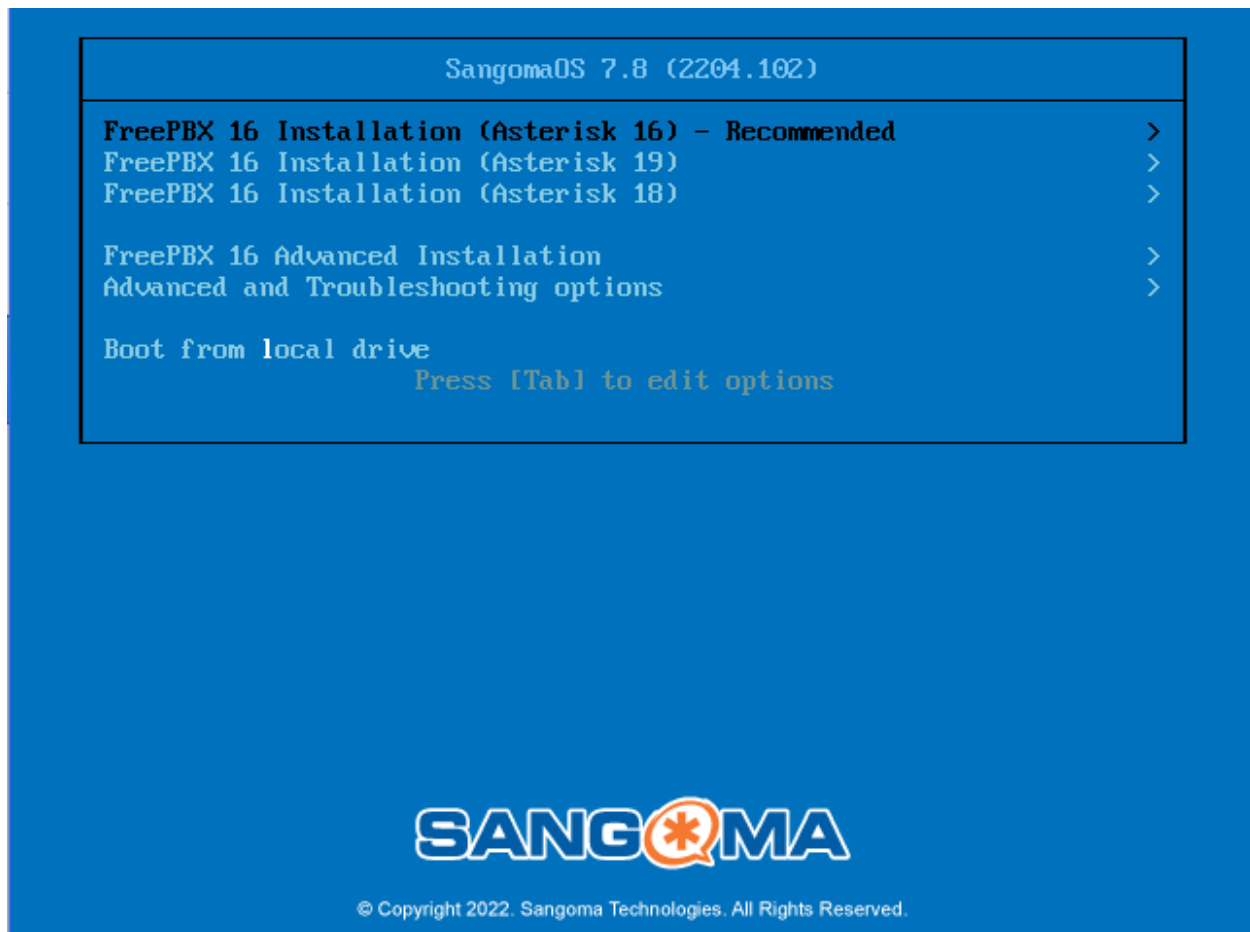 SangomaOS 7.8 (2204.102)
FreePBX 16 Installation (Asterisk 16) - Recommended >
FreePBX 16 Installation (Asterisk 19) >
FreePBX 16 Installation (Asterisk 18) >
FreePBX 16 Advanced Installation >
Advanced and Troubleshooting options >
Boot from local drive
Press [Tab] to edit options
SANGOMA
© Copyright 2022. Sangoma Technologies. All Rights Reserved.